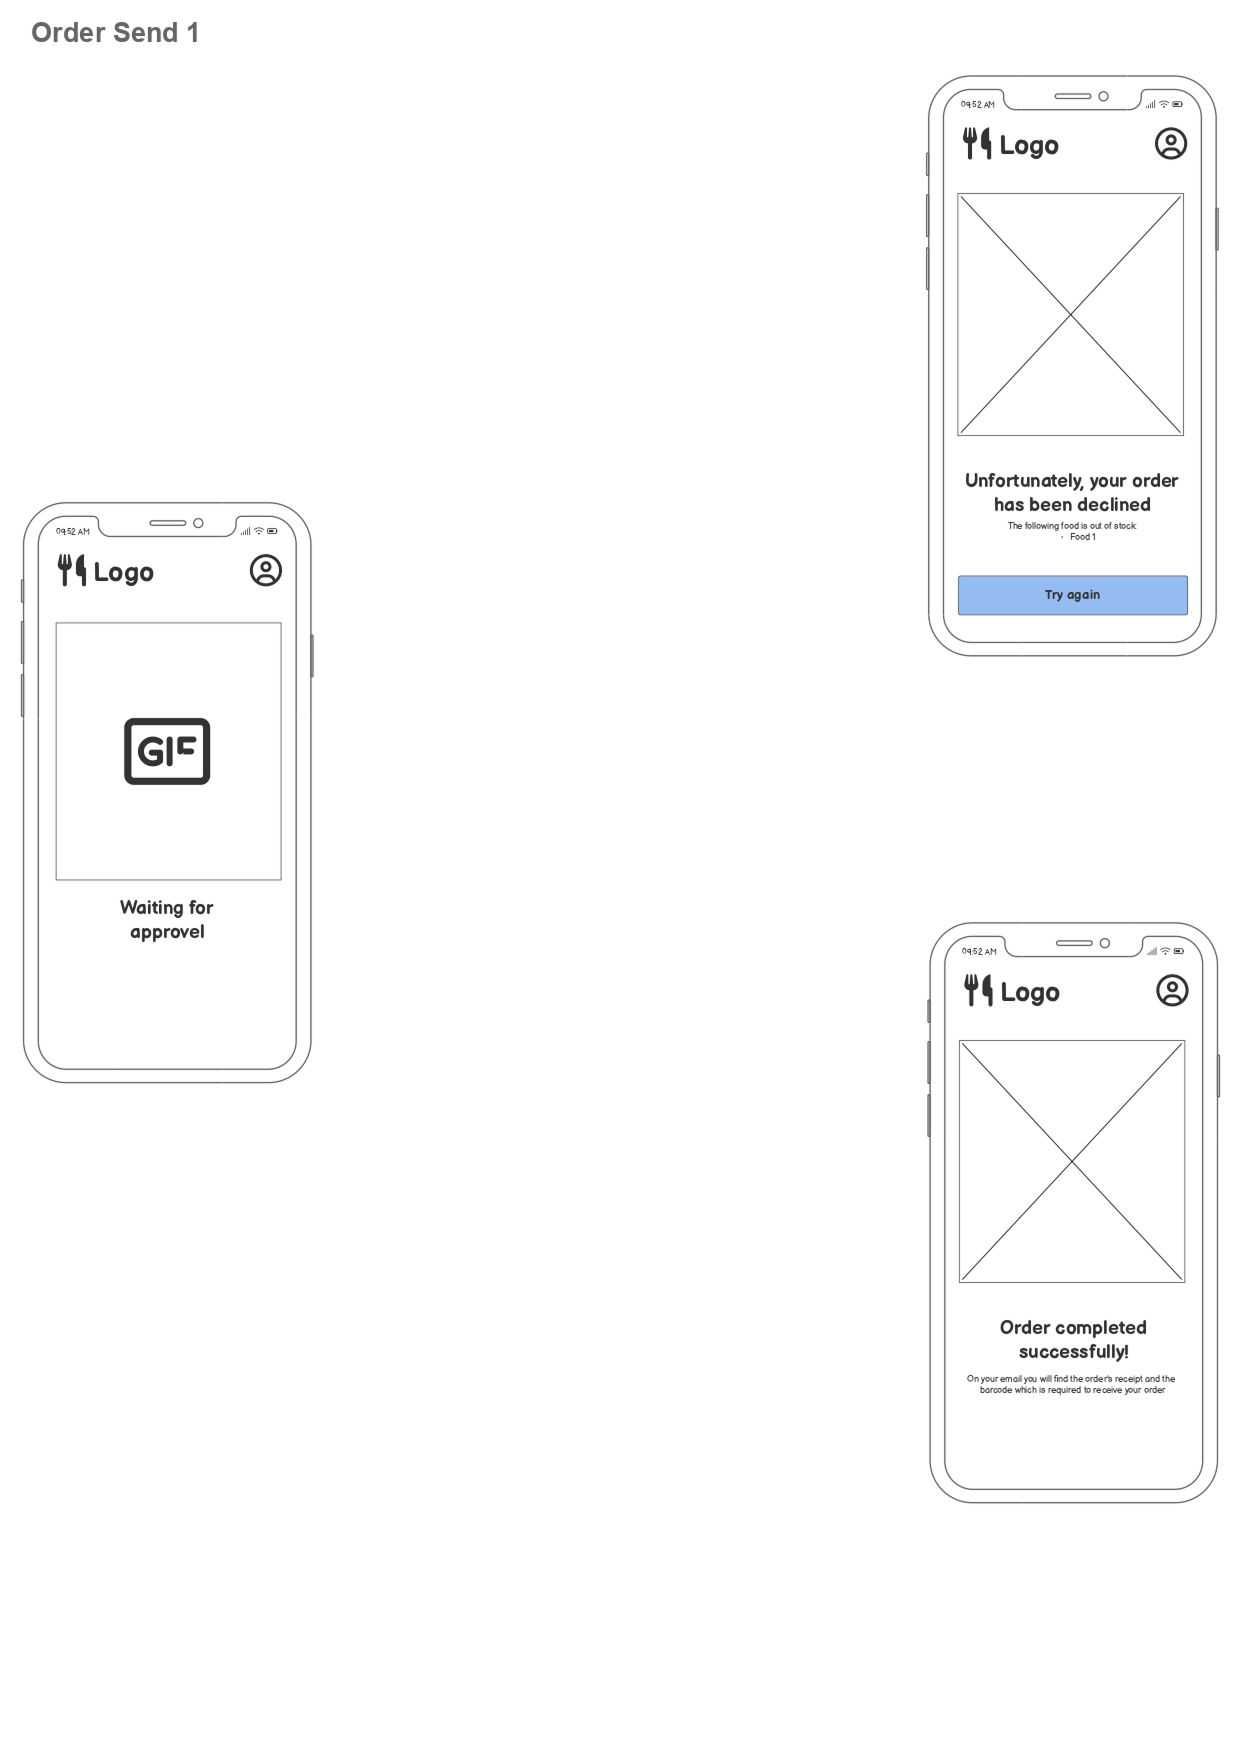 Order Send 1
09:52 AM
Logo
Unfortunately, your order
has been declined
The following food is out of stock:
· Food 1
Try again
09:52 AM
Logo
GIF
Waiting for
approvel
09:52 AM
Logo
Order completed
successfully!
On your email you will find the order's receipt and the
barcode which is required to receive your order